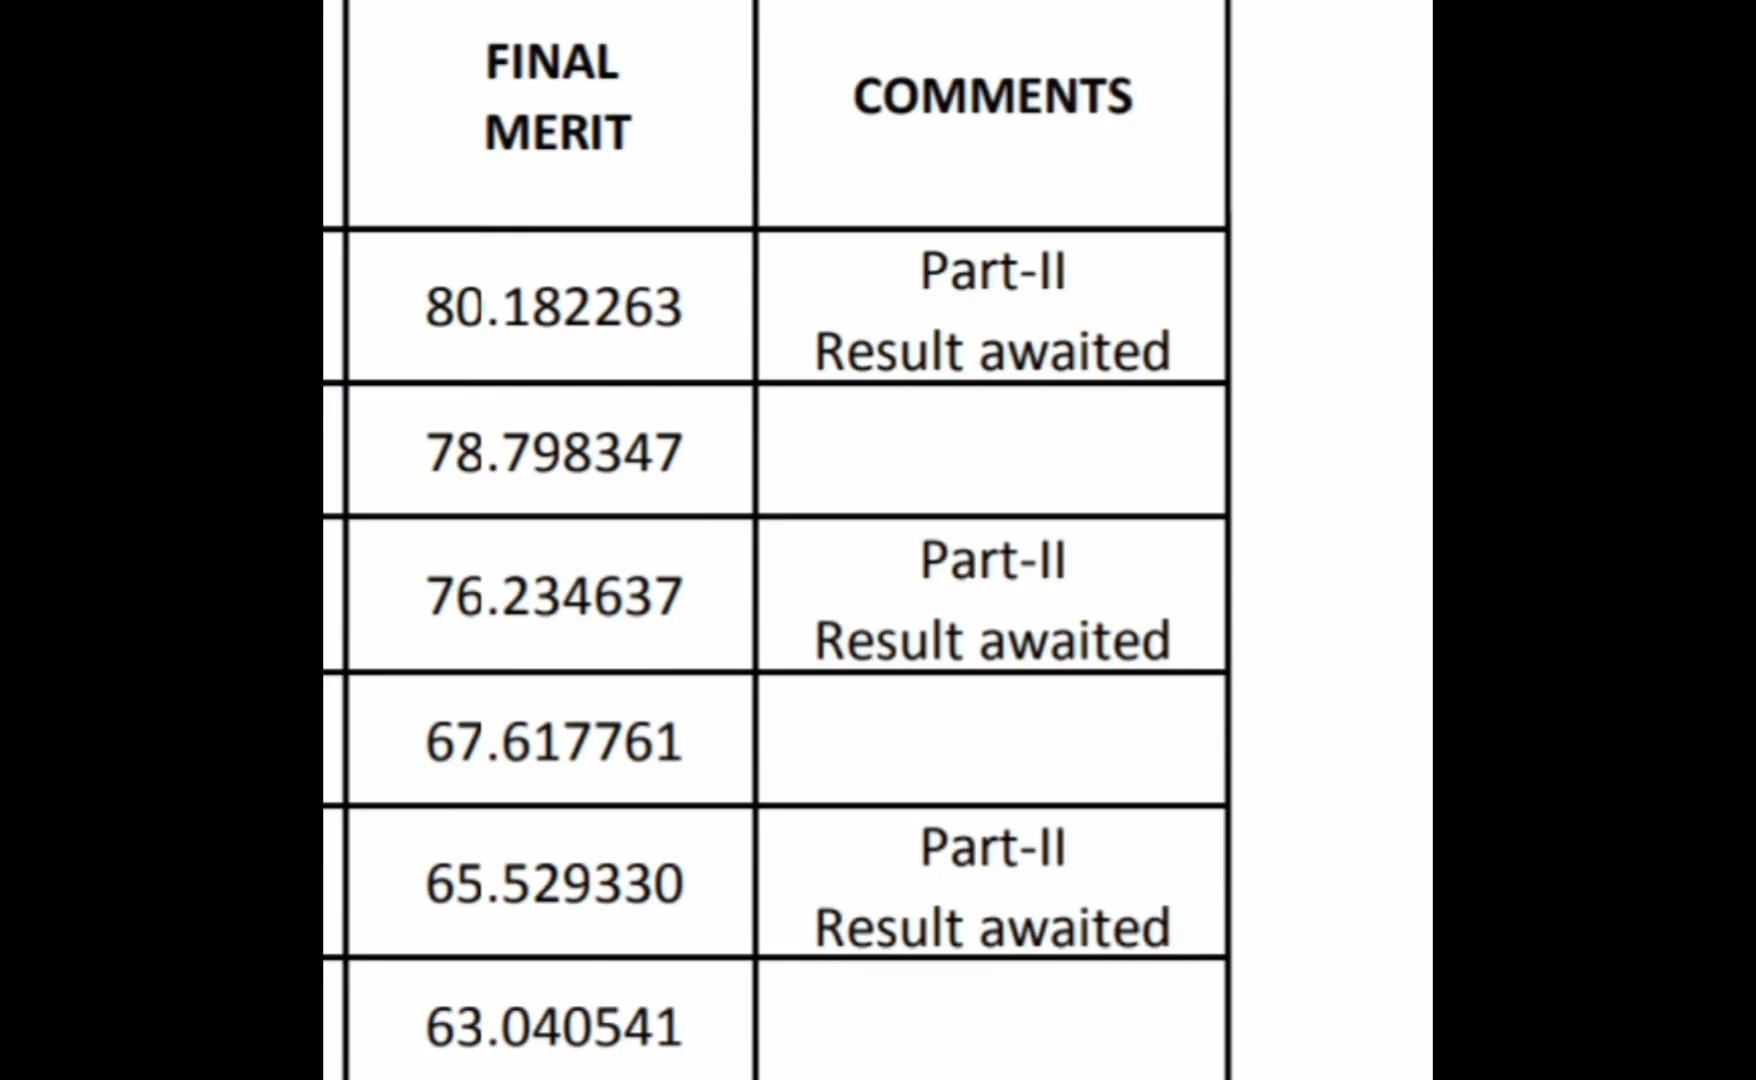 FINAL
MERIT
COMMENTS
80.182263
Part-II
Result awaited
78.798347
76.234637
Part-II
Result awaited
67.617761
65.529330
Part-II
Result awaited
63.040541